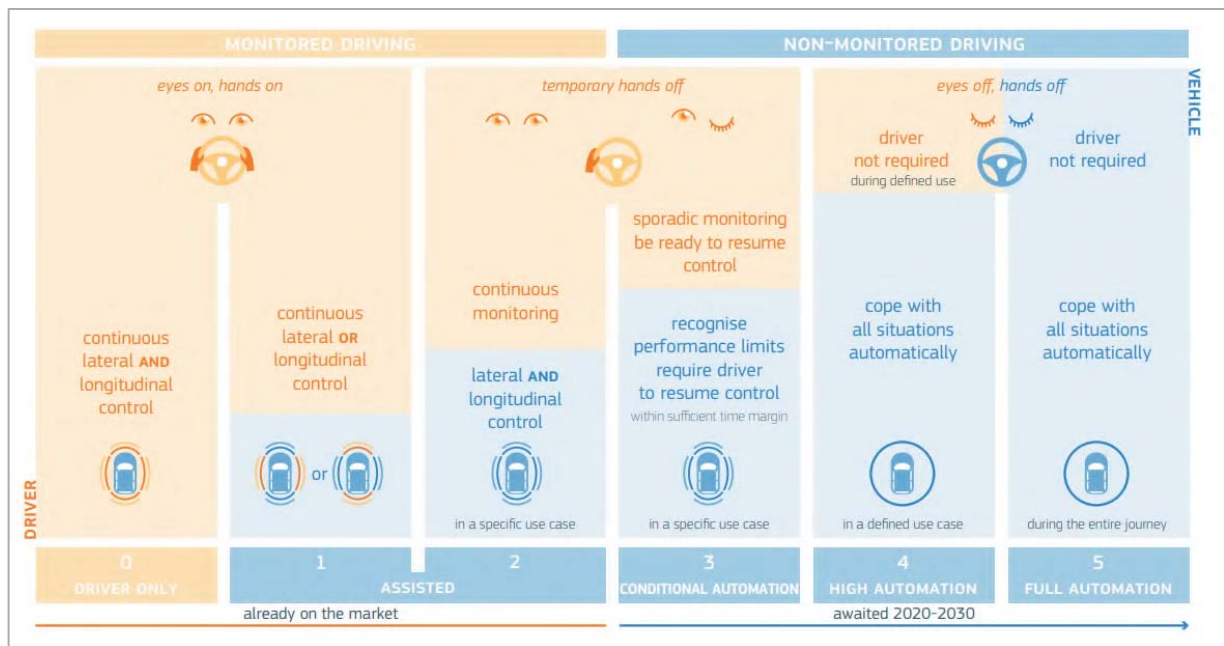 MONITORED DRIVING
NON-MONITORED DRIVING
eyes on, hands on
temporary hands off
eyes off, hands off
VEHICLE
DRIVER
continuous
lateral AND
longitudinal
control
continuous
lateral OR
longitudinal
control
or
continuous
monitoring
lateral AND
longitudinal
control
in a specific use case
sporadic monitoring
be ready to resume
control
recognise
performance limits
require driver
to resume control
within sufficient time margin
in a specific use case
driver
not required
during defined use
cope with
all situations
automatically
in a defined use case
driver
not required
cope with
all situations
automatically
during the entire journey
0
DRIVER ONLY
1
2
ASSISTED
3
CONDITIONAL AUTOMATION
4
HIGH AUTOMATION
5
FULL AUTOMATION
already on the market
awaited 2020-2030